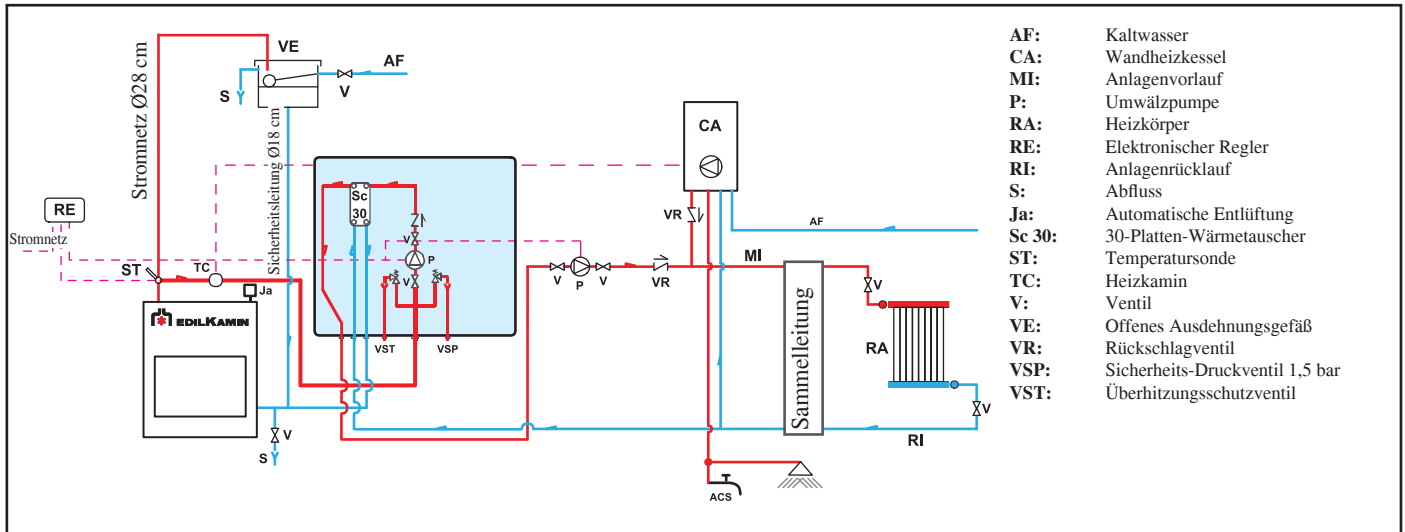 VE
AF
V
S
Stromnetz Ø28 cm
Sicherheitsleitung Ø18 cm
RE
Stromnetz
ST
TC
Ja
EDILKAMIN
V
S
Sc
30
V
P
V
VST
VSP
V
P
V
VR
CA
VR
AF
MI
Sammelleitung
V
RA
V
RI
ACS
AF: Kaltwasser
CA: Wandheizkessel
MI: Anlagenvorlauf
P: Umwälzpumpe
RA: Heizkörper
RE: Elektronischer Regler
RI: Anlagenrücklauf
S: Abfluss
Ja: Automatische Entlüftung
Sc 30: 30-Platten-Wärmetauscher
ST: Temperatursonde
TC: Heizkamin
V: Ventil
VE: Offenes Ausdehnungsgefäß
VR: Rückschlagventil
VSP: Sicherheits-Druckventil 1,5 bar
VST: Überhitzungsschutzventil